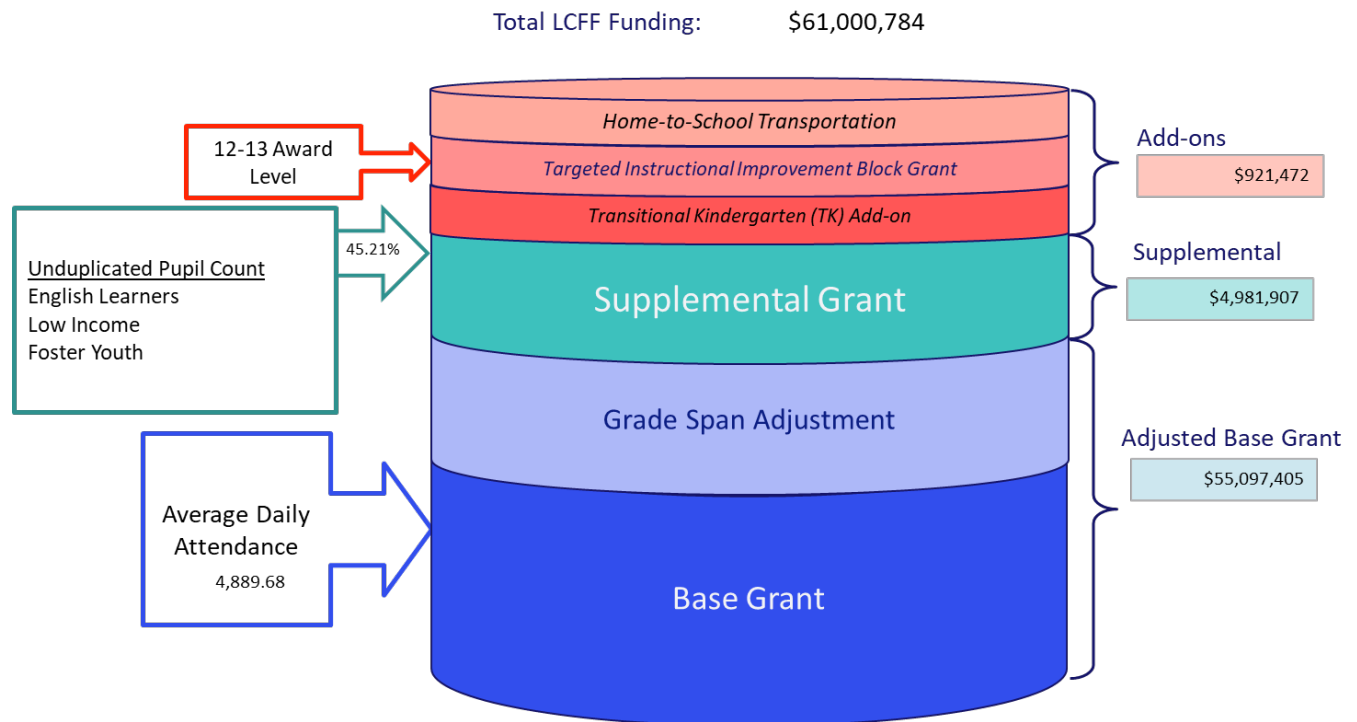 Total LCFF Funding: $61,000,784
Home-to-School Transportation
Targeted Instructional Improvement Block Grant
Transitional Kindergarten (TK) Add-on
Supplemental Grant
Grade Span Adjustment
Base Grant
12-13 Award
Level
45.21%
Unduplicated Pupil Count
English Learners
Low Income
Foster Youth
Average Daily
Attendance
4,889.68
Add-ons
$921,472
Supplemental
$4,981,907
Adjusted Base Grant
$55,097,405